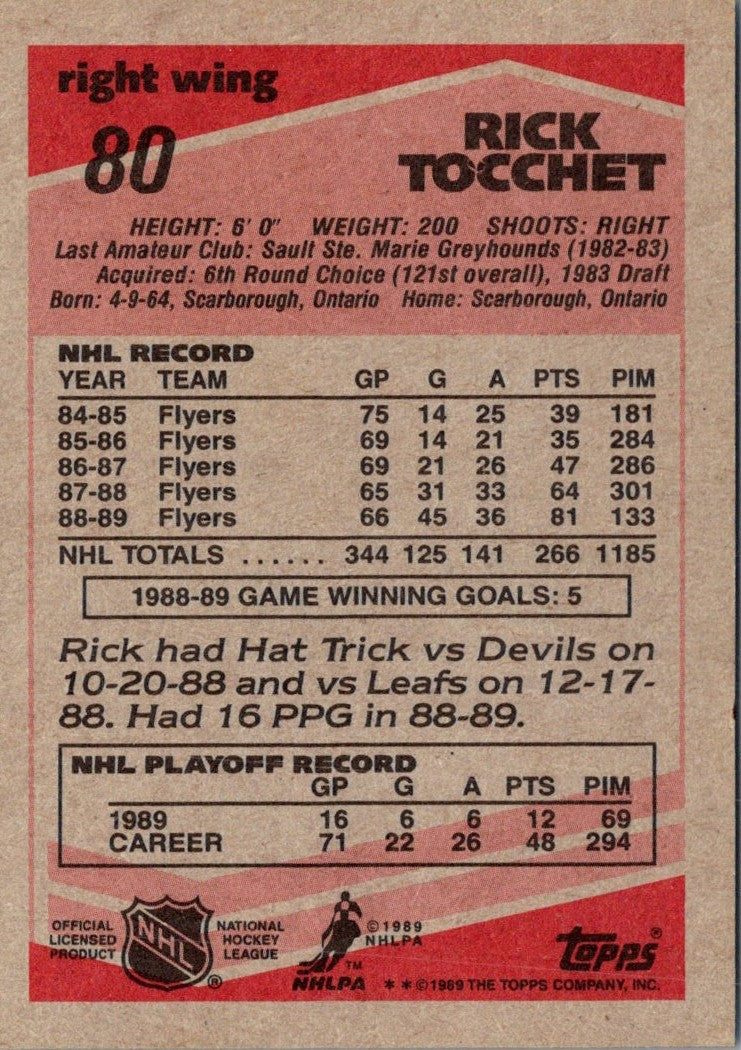 right wing
80
RICK
TOCCHET
HEIGHT: 6' 0" WEIGHT: 200 SHOOTS: RIGHT
Last Amateur Club: Sault Ste. Marie Greyhounds (1982-83)
Acquired: 6th Round Choice (121st overall), 1983 Draft
Born: 4-9-64, Scarborough, Ontario Home: Scarborough, Ontario
NHL RECORD
YEAR TEAM GP G A PTS PIM
84-85 Flyers 75 14 25 39 181
85-86 Flyers 69 14 21 35 284
86-87 Flyers 69 21 26 47 286
87-88 Flyers 65 31 33 64 301
88-89 Flyers 66 45 36 81 133
NHL TOTALS ...... 344 125 141 266 1185
1988-89 GAME WINNING GOALS: 5
Rick had Hat Trick vs Devils on
10-20-88 and vs Leafs on 12-17-
88. Had 16 PPG in 88-89.
NHL PLAYOFF RECORD
GP G A PTS PIM
1989 16 6 6 12 69
CAREER 71 22 26 48 294
OFFICIAL
LICENSED
PRODUCT
NHL
®
NATIONAL
HOCKEY
LEAGUE
©1989
NHLPA
TM
NHLPA
topps®
**©1989 THE TOPPS COMPANY, INC.